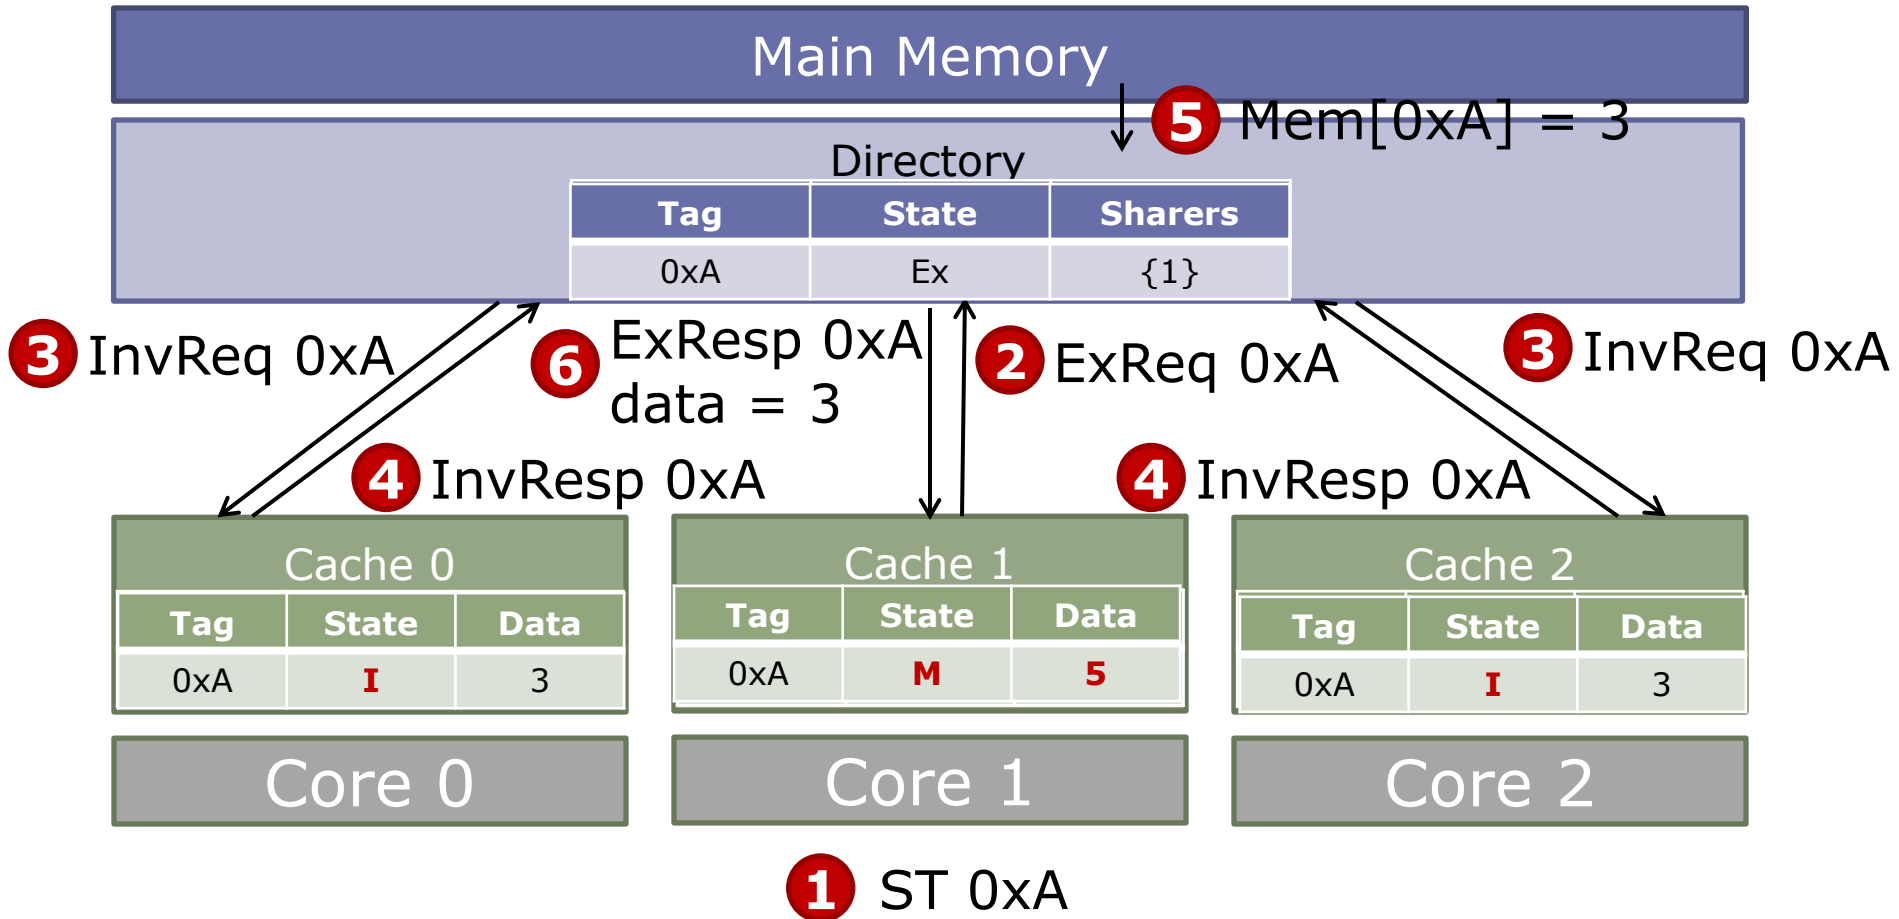 Main Memory
5 Mem[0xA] = 3
Directory
Tag State Sharers
0xA Ex {1}
3 InvReq 0xA
6 ExResp 0xA
data = 3
2 ExReq 0xA
3 InvReq 0xA
4 InvResp 0xA
4 InvResp 0xA
Cache 0
Tag State Data
0xA I 3
Cache 1
Tag State Data
0xA M 5
Cache 2
Tag State Data
0xA I 3
Core 0
Core 1
Core 2
1 ST 0xA